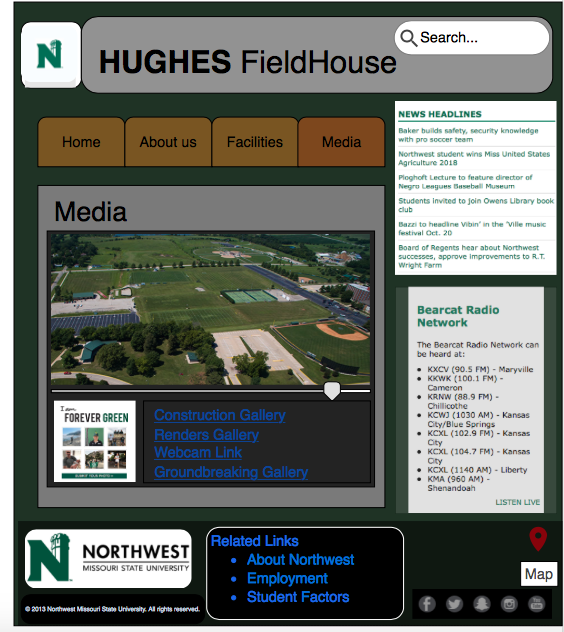 N
HUGHES FieldHouse
Search...
Home
About us
Facilities
Media
NEWS HEADLINES
Baker builds safety, security knowledge
with pro soccer team
Northwest student wins Miss United States
Agriculture 2018
Ploghoft Lecture to feature director of
Negro Leagues Baseball Museum
Students invited to join Owens Library book
club
Bazzi to headline Vibin' in the 'Ville music
festival Oct. 20
Board of Regents hear about Northwest
successes, approve improvements to R.T.
Wright Farm
Media
I am
FOREVER GREEN
Construction Gallery
Renders Gallery
Webcam Link
Groundbreaking Gallery
Bearcat Radio
Network
The Bearcat Radio Network can
be heard at:
KXCV (90.5 FM) - Maryville
KKWK (100.1 FM) -
Cameron
KRNW (88.9 FM) -
Chillicothe
KCWJ (1030 AM) - Kansas
City/Blue Springs
KCXL (102.9 FM) - Kansas
City
KCXL (104.7 FM) - Kansas
City
KCXL (1140 AM) - Liberty
KMA (960 AM) -
Shenandoah
LISTEN LIVE
N
NORTHWEST
MISSOURI STATE UNIVERSITY
© 2013 Northwest Missouri State University. All rights reserved.
Related Links
About Northwest
Employment
Student Factors
Map